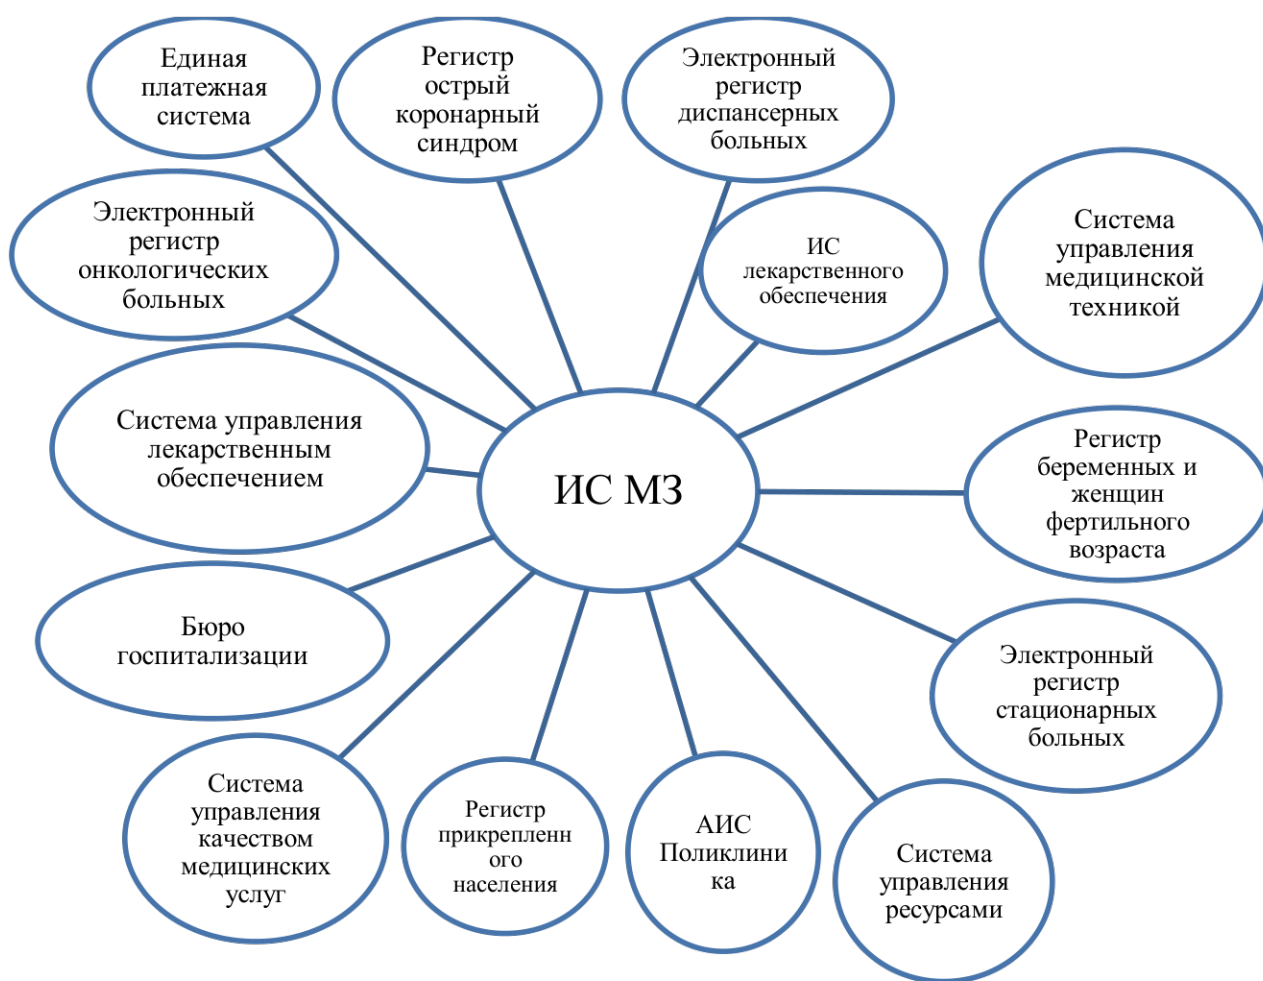 Единая
платежная
система
Регистр
острый
коронарный
синдром
Электронный
регистр
диспансерных
больных
Электронный
регистр
онкологических
больных
ИС
лекарственного
обеспечения
Система
управления
медицинской
техникой
Система управления
лекарственным
обеспечением
ИС МЗ
Регистр
беременных и
женщин
фертильного
возраста
Бюро
госпитализации
Электронный
регистр
стационарных
больных
Система
управления
качеством
медицинских
услуг
Регистр
прикрепленн
ого
населения
АИС
Поликлини
ка
Система
управления
ресурсами